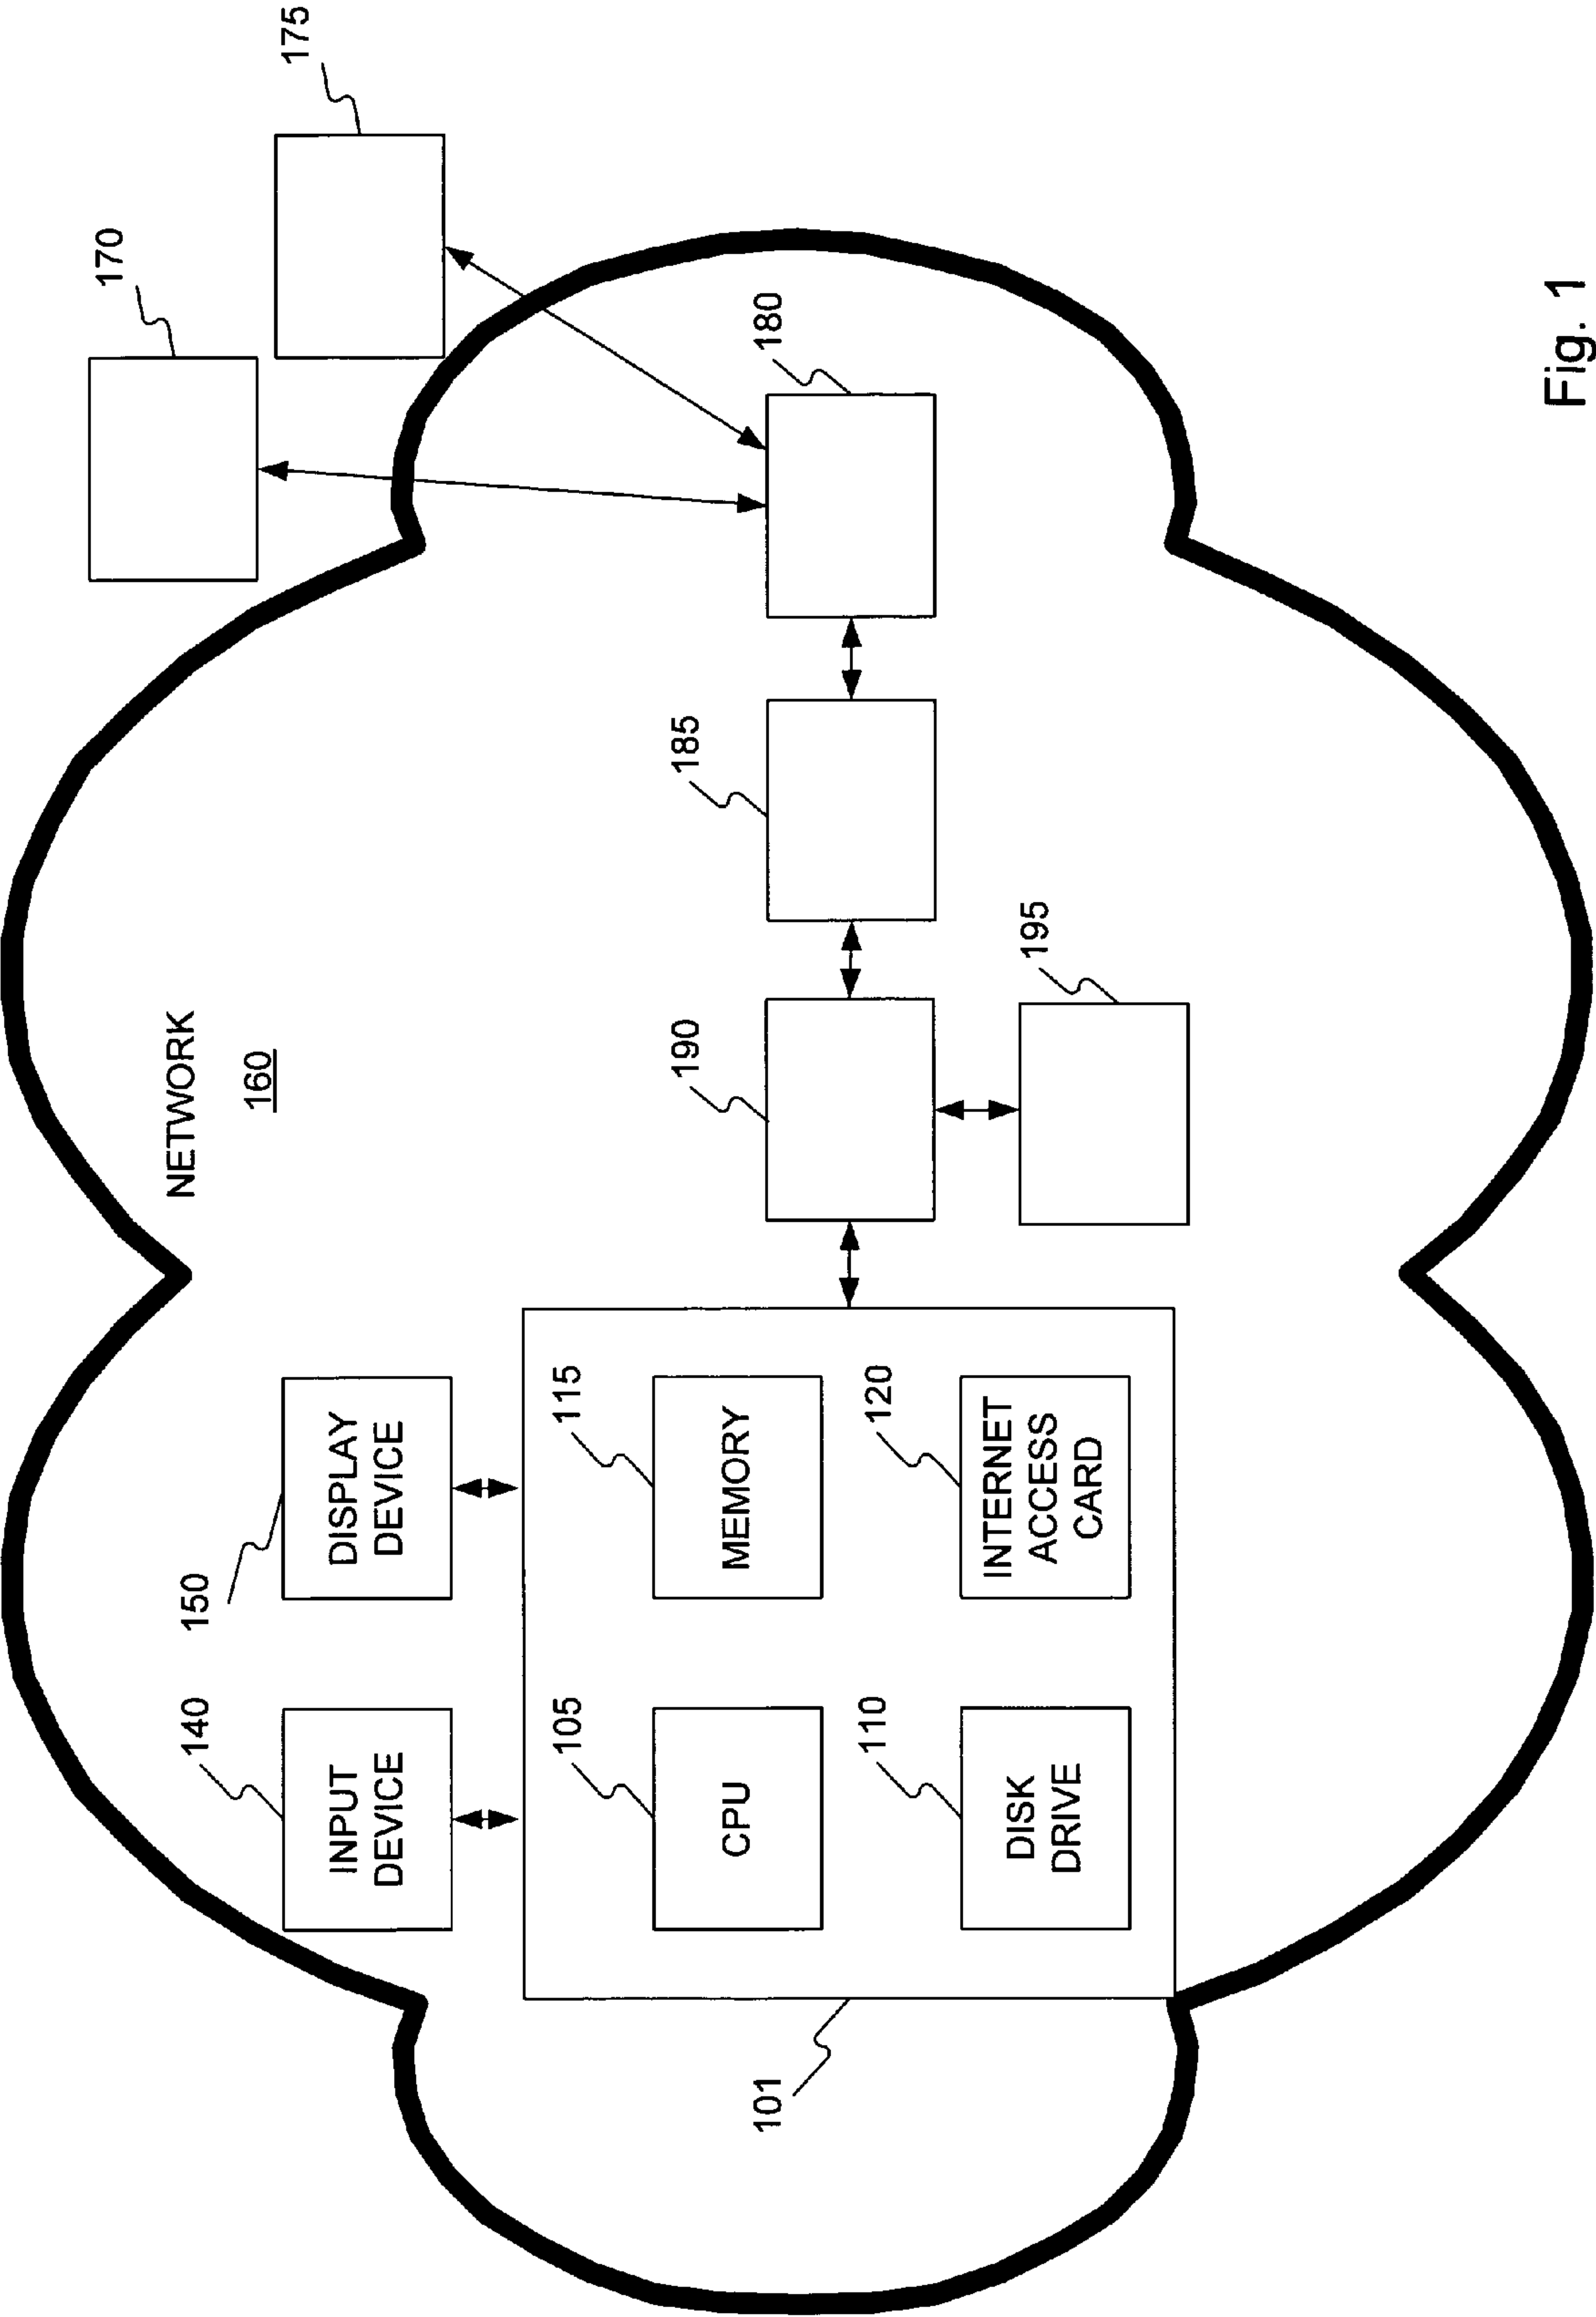 NETWORK
160
170
175
150
DISPLAY
DEVICE
140
INPUT
DEVICE
105
CPU
115
MEMORY
110
DISK
DRIVE
120
INTERNET
ACCESS
CARD
101
190
185
180
195
Fig. 1